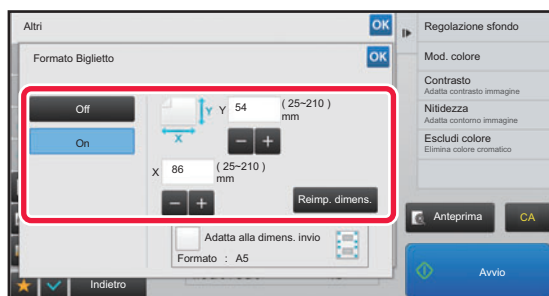 Altri
OK
Formato Biglietto
OK
Off
On
Y
Y
54
(25~210)
mm
X
X
86
(25~210)
mm
Reimp. dimens.
Adatta alla dimens. invio
Formato : A5
Indietro
Regolazione sfondo
Mod. colore
Contrasto
Adatta contrasto immagine
Nitidezza
Adatta contorno immagine
Escludi colore
Elimina colore cromatico
Anteprima
CA
Avvio